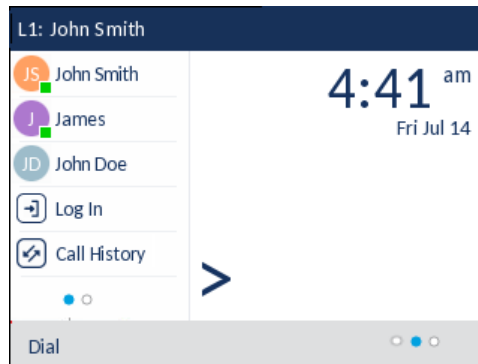 L1: John Smith
JS John Smith
J James
JD John Doe
Log In
Call History
4:41 am
Fri Jul 14
>
Dial